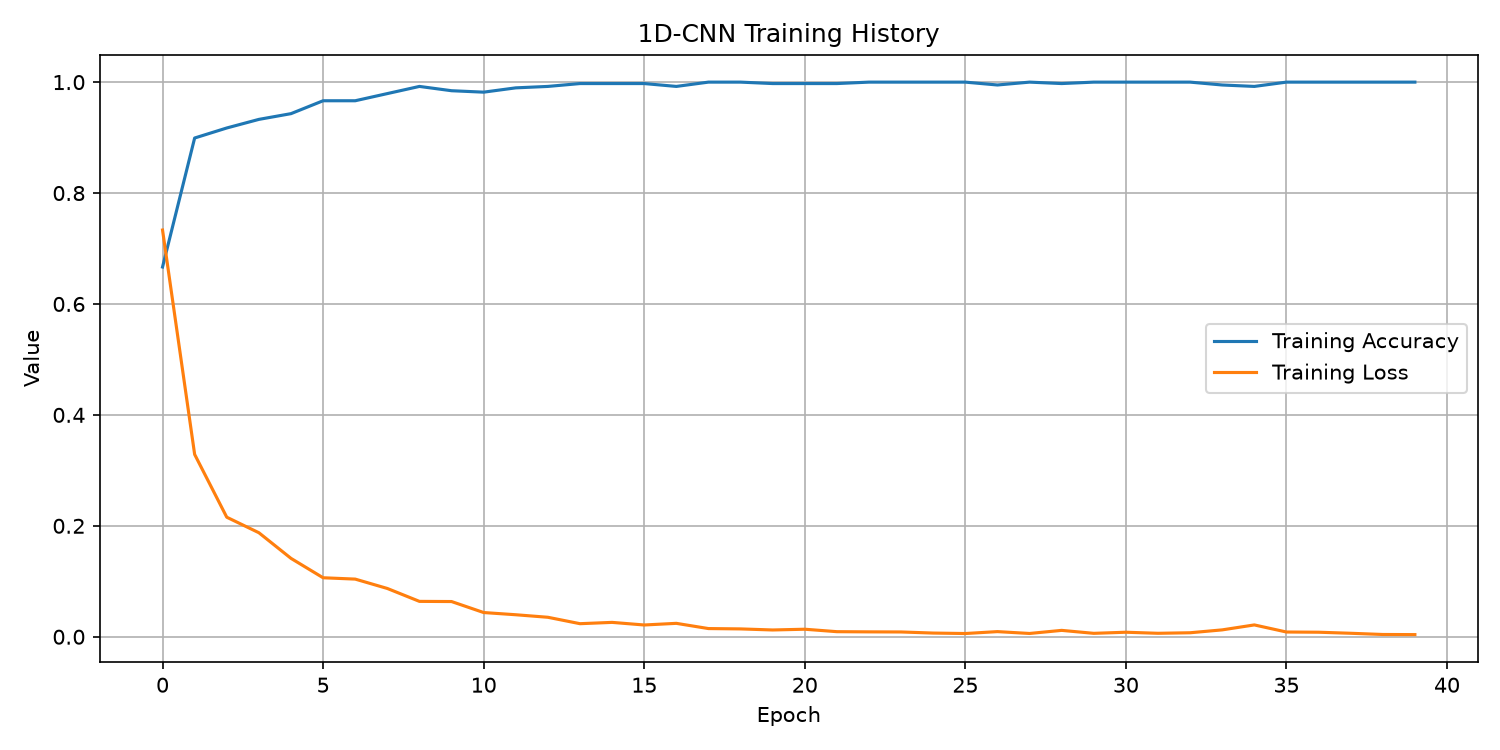 1D-CNN Training History
1.0
0.8
0.6
0.4
0.2
0.0
Value
Training Accuracy
Training Loss
0 5 10 15 20 25 30 35 40
Epoch